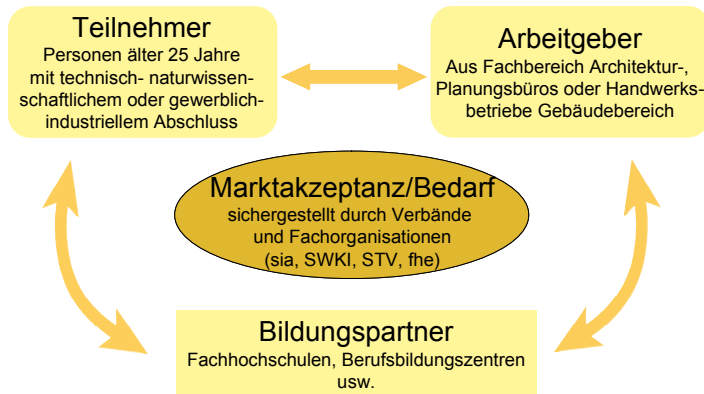 Teilnehmer
Personen älter 25 Jahre
mit technisch- naturwissen-
schaftlichem oder gewerblich-
industriellem Abschluss
Arbeitgeber
Aus Fachbereich Architektur-,
Planungsbüros oder Handwerks-
betriebe Gebäudebereich
Marktakzeptanz/Bedarf
sichergestellt durch Verbände
und Fachorganisationen
(sia, SWKI, STV, fhe)
Bildungspartner
Fachhochschulen, Berufsbildungszentren
usw.